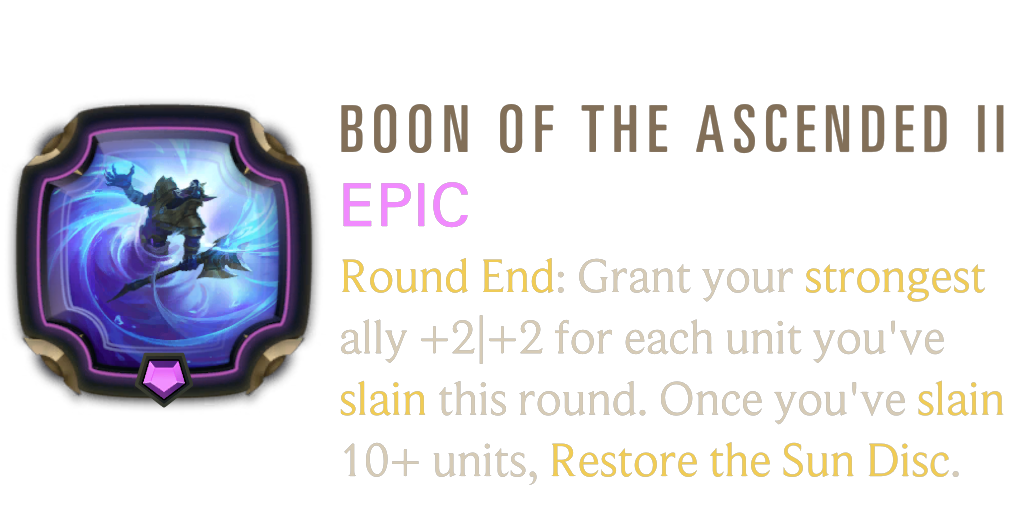 BOON OF THE ASCENDED II
EPIC
Round End: Grant your strongest
ally +2|+2 for each unit you've
slain this round. Once you've slain
10+ units, Restore the Sun Disc.